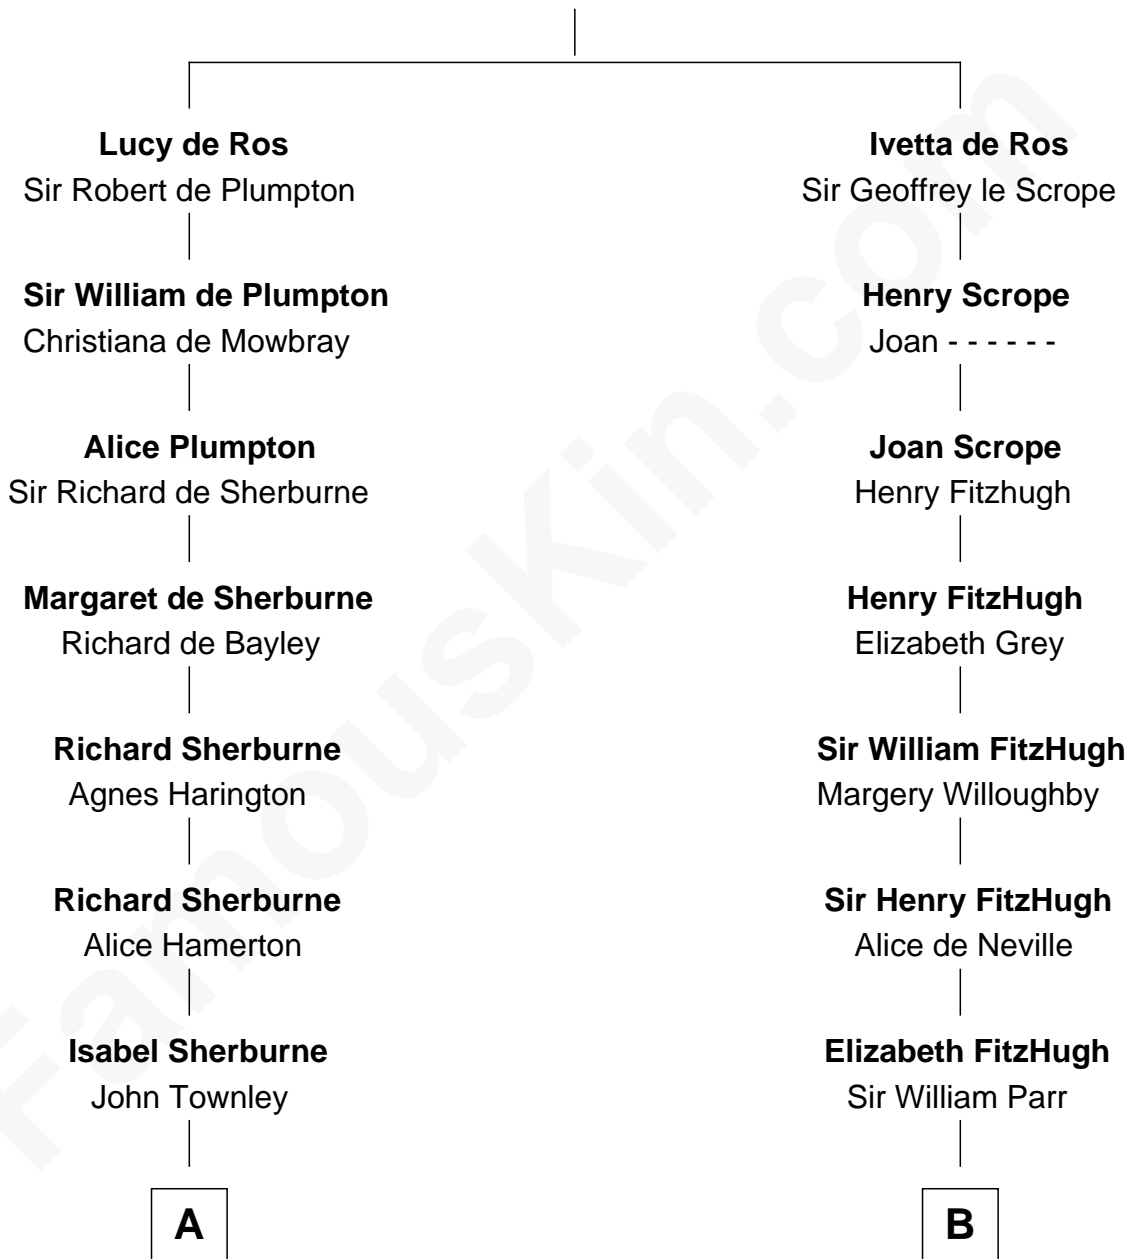 Lucy de Ros
Sir Robert de Plumpton
Sir William de Plumpton
Christiana de Mowbray
Alice Plumpton
Sir Richard de Sherburne
Margaret de Sherburne
Richard de Bayley
Richard Sherburne
Agnes Harington
Richard Sherburne
Alice Hamerton
Isabel Sherburne
John Townley
A
Ivetta de Ros
Sir Geoffrey le Scrope
Henry Scrope
Joan - - - - - -
Joan Scrope
Henry Fitzhugh
Henry FitzHugh
Elizabeth Grey
Sir William FitzHugh
Margery Willoughby
Sir Henry FitzHugh
Alice de Neville
Elizabeth FitzHugh
Sir William Parr
B
FamousKin.com